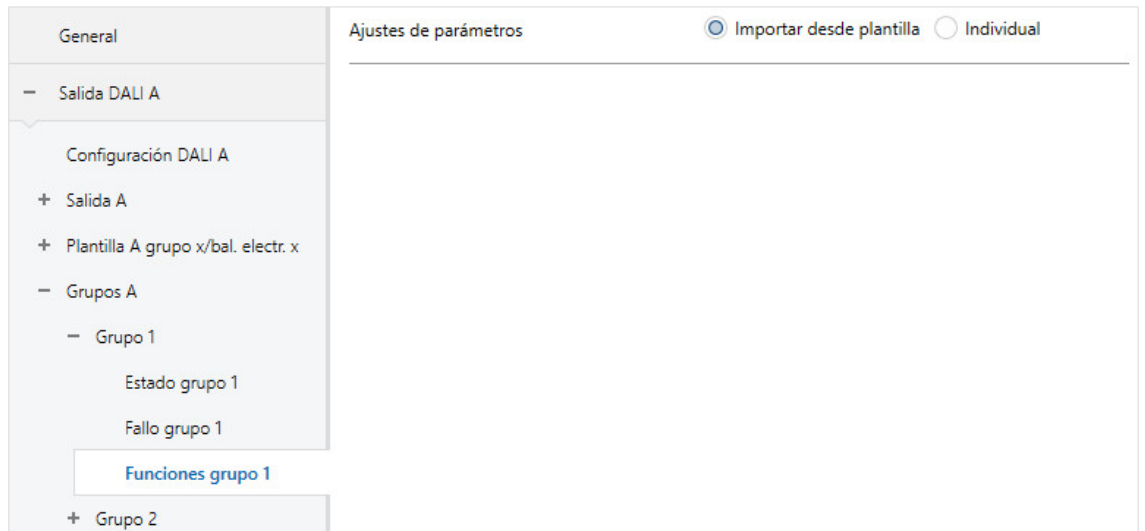 General
Ajustes de parámetros
Importar desde plantilla
Individual
Salida DALI A
Configuración DALI A
Salida A
Plantilla A grupo x/bal. electr. x
Grupos A
Grupo 1
Estado grupo 1
Fallo grupo 1
Funciones grupo 1
Grupo 2